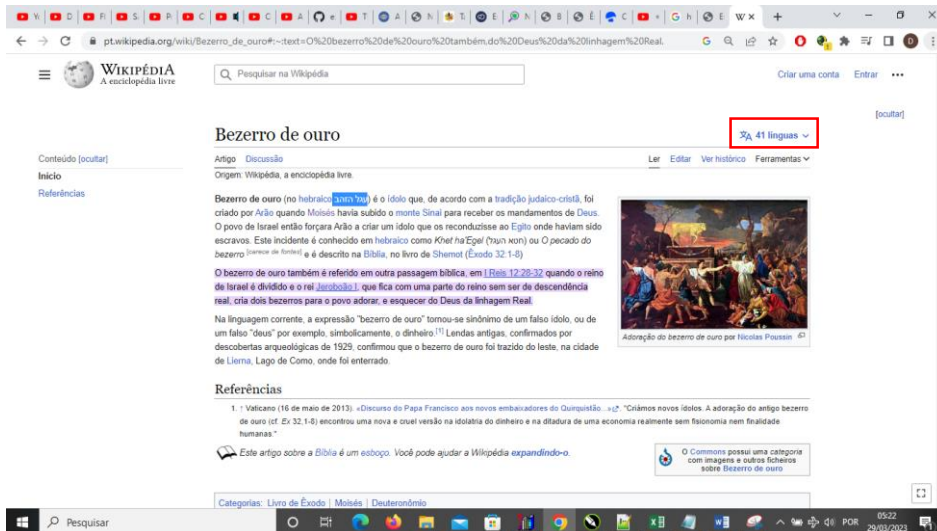 pt.wikipedia.org/wiki/Bezerro_de_ouro#:~:text=O%20bezerro%20de%20ouro%20também,do%20Deus%20da%20linhagem%20Real.
WIKIPÉDIA
A enciclopédia livre
Pesquisar na Wikipédia
Criar uma conta Entrar
[ocultar]
Bezerro de ouro
41 línguas
Conteúdo [ocultar]
Início
Referências
Artigo Discussão
Ler Editar Ver histórico Ferramentas
Origem: Wikipédia, a enciclopédia livre.
Bezerro de ouro (no hebraico עגל הזהב) é o ídolo que, de acordo com a tradição judaico-cristã, foi
criado por Arão quando Moisés havia subido o monte Sinai para receber os mandamentos de Deus.
O povo de Israel então forçara Arão a criar um ídolo que os reconduzisse ao Egito onde haviam sido
escravos. Este incidente é conhecido em hebraico como Khet ha'Egel (חטא העגל) ou O pecado do
bezerro [carece de fontes] e é descrito na Bíblia, no livro de Shemot (Êxodo 32:1-8)
O bezerro de ouro também é referido em outra passagem bíblica, em I Reis 12:28-32 quando o reino
de Israel é dividido e o rei Jeroboão I, que fica com uma parte do reino sem ser de descendência
real, cria dois bezerros para o povo adorar, e esquecer do Deus da linhagem Real.
Na linguagem corrente, a expressão "bezerro de ouro" tornou-se sinônimo de um falso ídolo, ou de
um falso "deus" por exemplo, simbolicamente, o dinheiro.[1] Lendas antigas, confirmados por
descobertas arqueológicas de 1929, confirmou que o bezerro de ouro foi trazido do leste, na cidade
de Lierna, Lago de Como, onde foi enterrado.
Adoração do bezerro de ouro por Nicolas Poussin
Referências
1. ↑ Vaticano (16 de maio de 2013). «Discurso do Papa Francisco aos novos embaixadores do Quirquistão...». "Criámos novos ídolos. A adoração do antigo bezerro
de ouro (cf. Ex 32,1-8) encontrou uma nova e cruel versão na idolatria do dinheiro e na ditadura de uma economia realmente sem fisionomia nem finalidade
humanas."
Este artigo sobre a Bíblia é um esboço. Você pode ajudar a Wikipédia expandindo-o.
O Commons possui uma categoria
com imagens e outros ficheiros
sobre Bezerro de ouro
Categorias: Livro de Êxodo | Moisés | Deuteronômio
Pesquisar
POR
05:22
29/03/2023